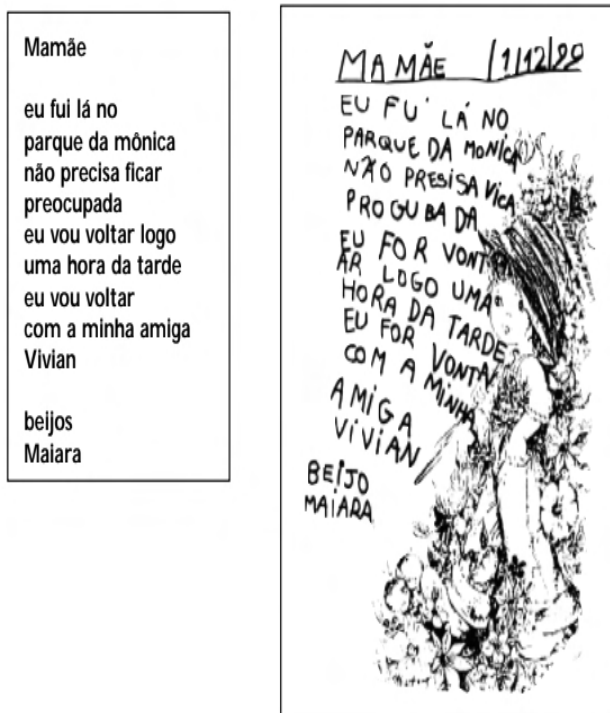 Mamãe
eu fui lá no
parque da mônica
não precisa ficar
preocupada
eu vou voltar logo
uma hora da tarde
eu vou voltar
com a minha amiga
Vivian
beijos
Maiara
MAMÃE 1/12/99
EU FU' LÁ NO
PARQUE DA MONICA
NÃO PRESISA VICA
PROGUBADA
EU FOR VONTA
AR LOGO UMA
HORA DA TARDE
EU FOR VONTA
COM A MINHA
AMIGA
VIVIAN
BEIJO
MAIARA